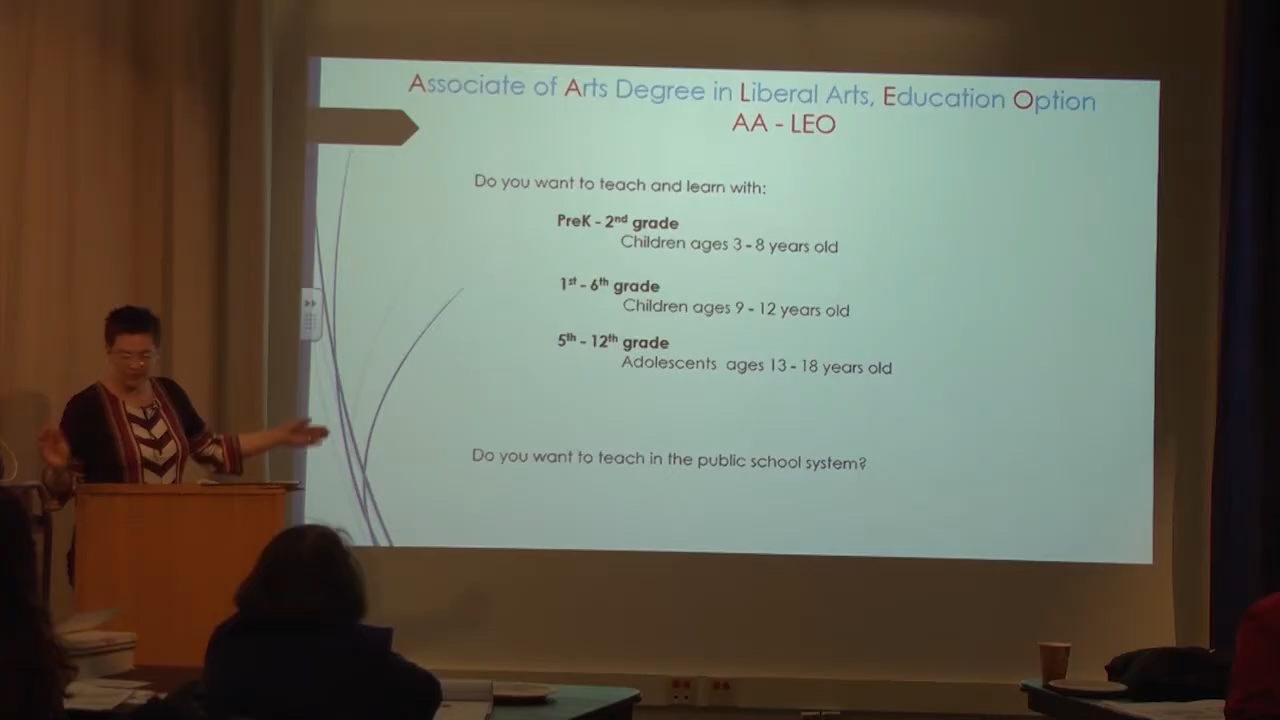 Associate of Arts Degree in Liberal Arts, Education Option
AA - LEO
Do you want to teach and learn with:
PreK - 2nd grade
Children ages 3 - 8 years old
1st - 6th grade
Children ages 9 - 12 years old
5th - 12th grade
Adolescents ages 13 - 18 years old
Do you want to teach in the public school system?